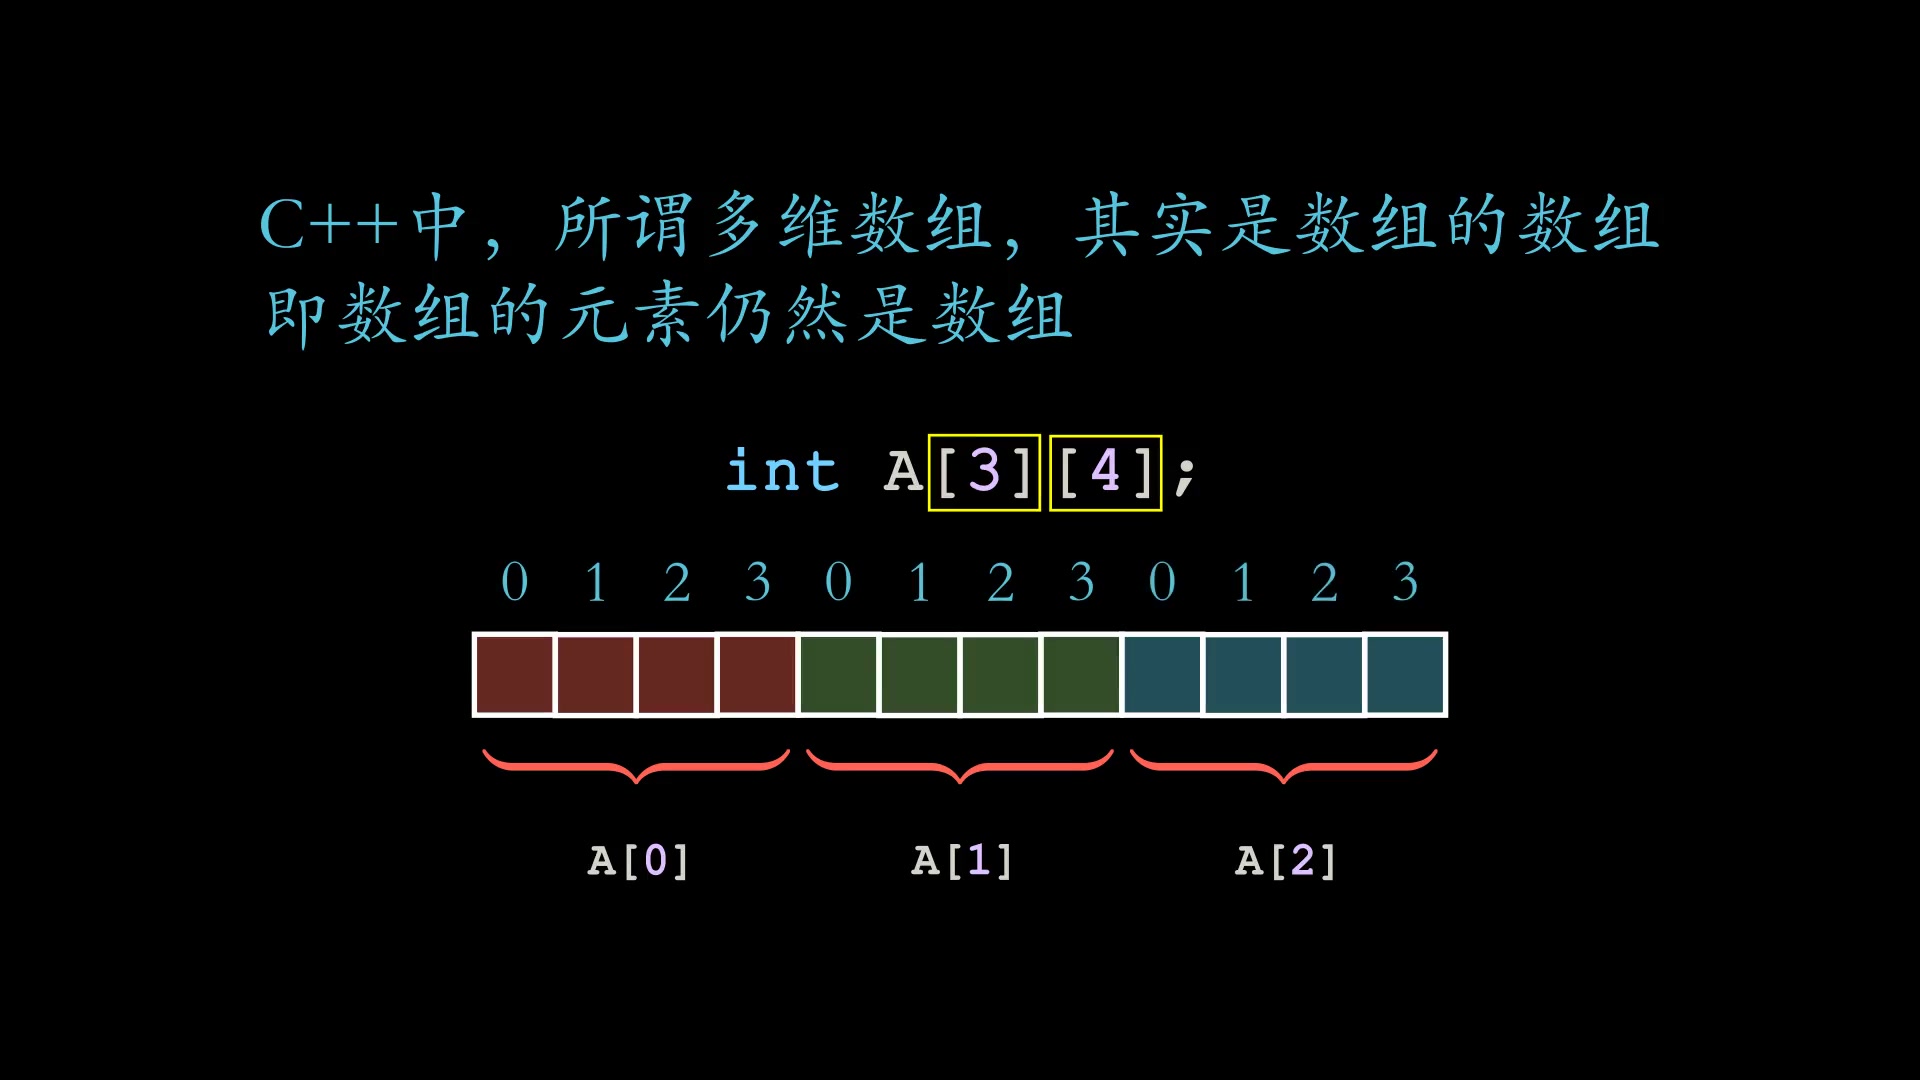 C++中，所谓多维数组，其实是数组的数组
即数组的元素仍然是数组
int A[3][4];
0 1 2 3 0 1 2 3 0 1 2 3
A[0] A[1] A[2]